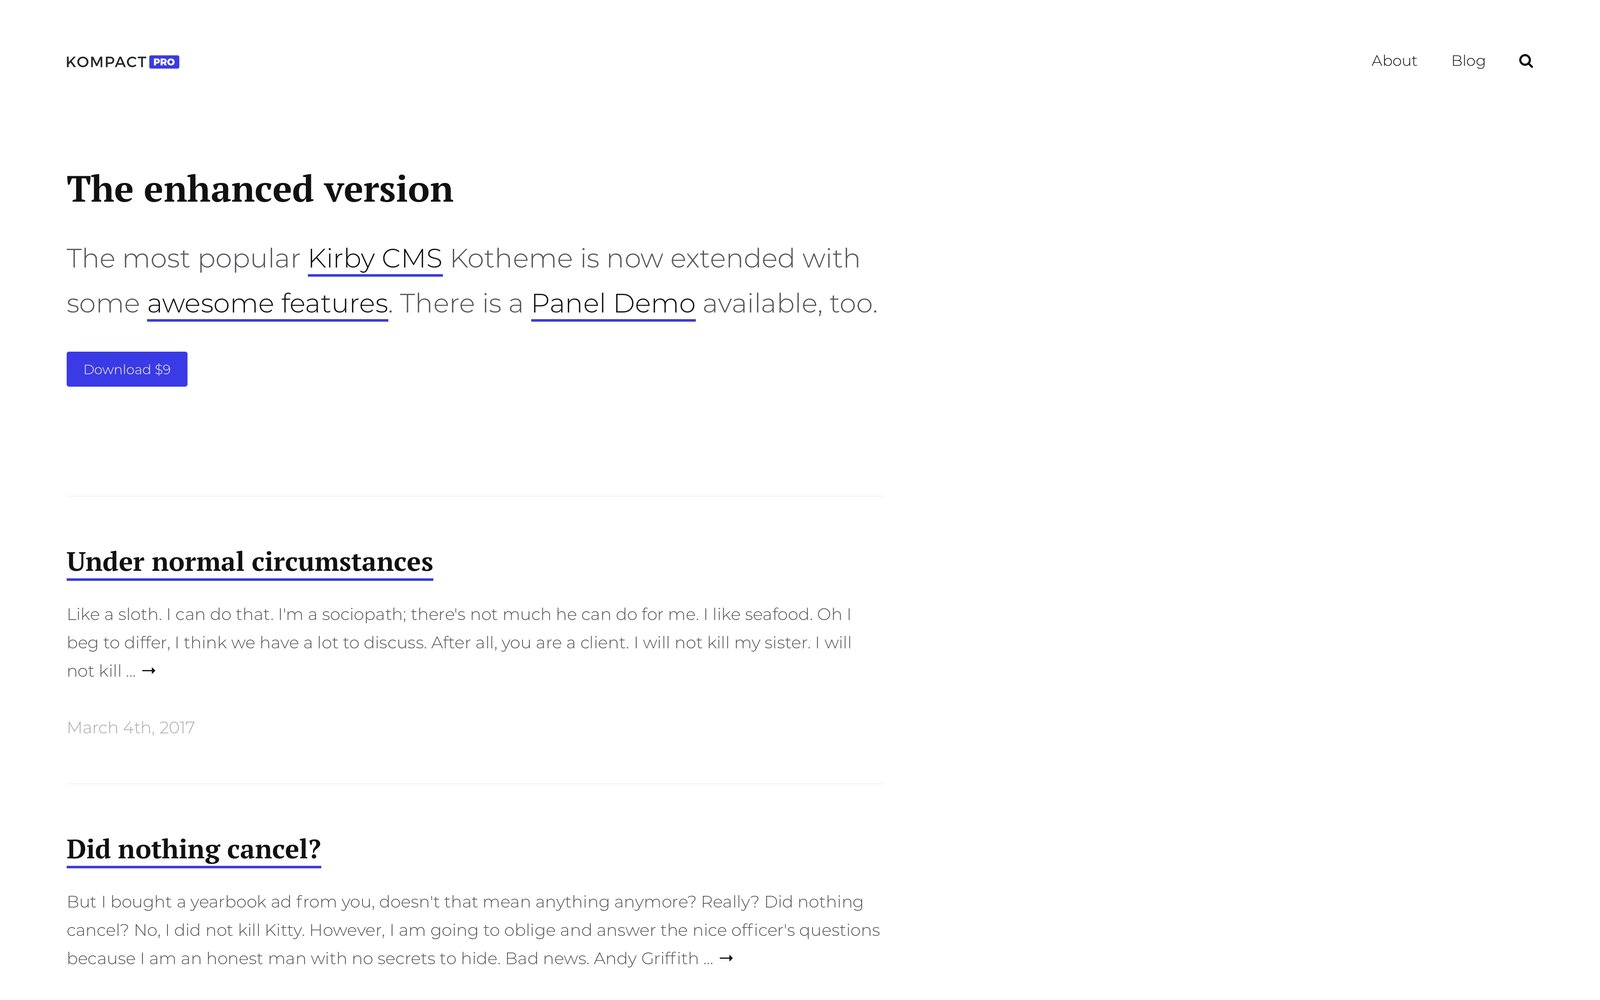 KOMPACT PRO
About Blog
The enhanced version
The most popular Kirby CMS Kotheme is now extended with
some awesome features. There is a Panel Demo available, too.
Download $9
Under normal circumstances
Like a sloth. I can do that. I'm a sociopath; there's not much he can do for me. I like seafood. Oh I
beg to differ, I think we have a lot to discuss. After all, you are a client. I will not kill my sister. I will
not kill ... →
March 4th, 2017
Did nothing cancel?
But I bought a yearbook ad from you, doesn't that mean anything anymore? Really? Did nothing
cancel? No, I did not kill Kitty. However, I am going to oblige and answer the nice officer's questions
because I am an honest man with no secrets to hide. Bad news. Andy Griffith ... →